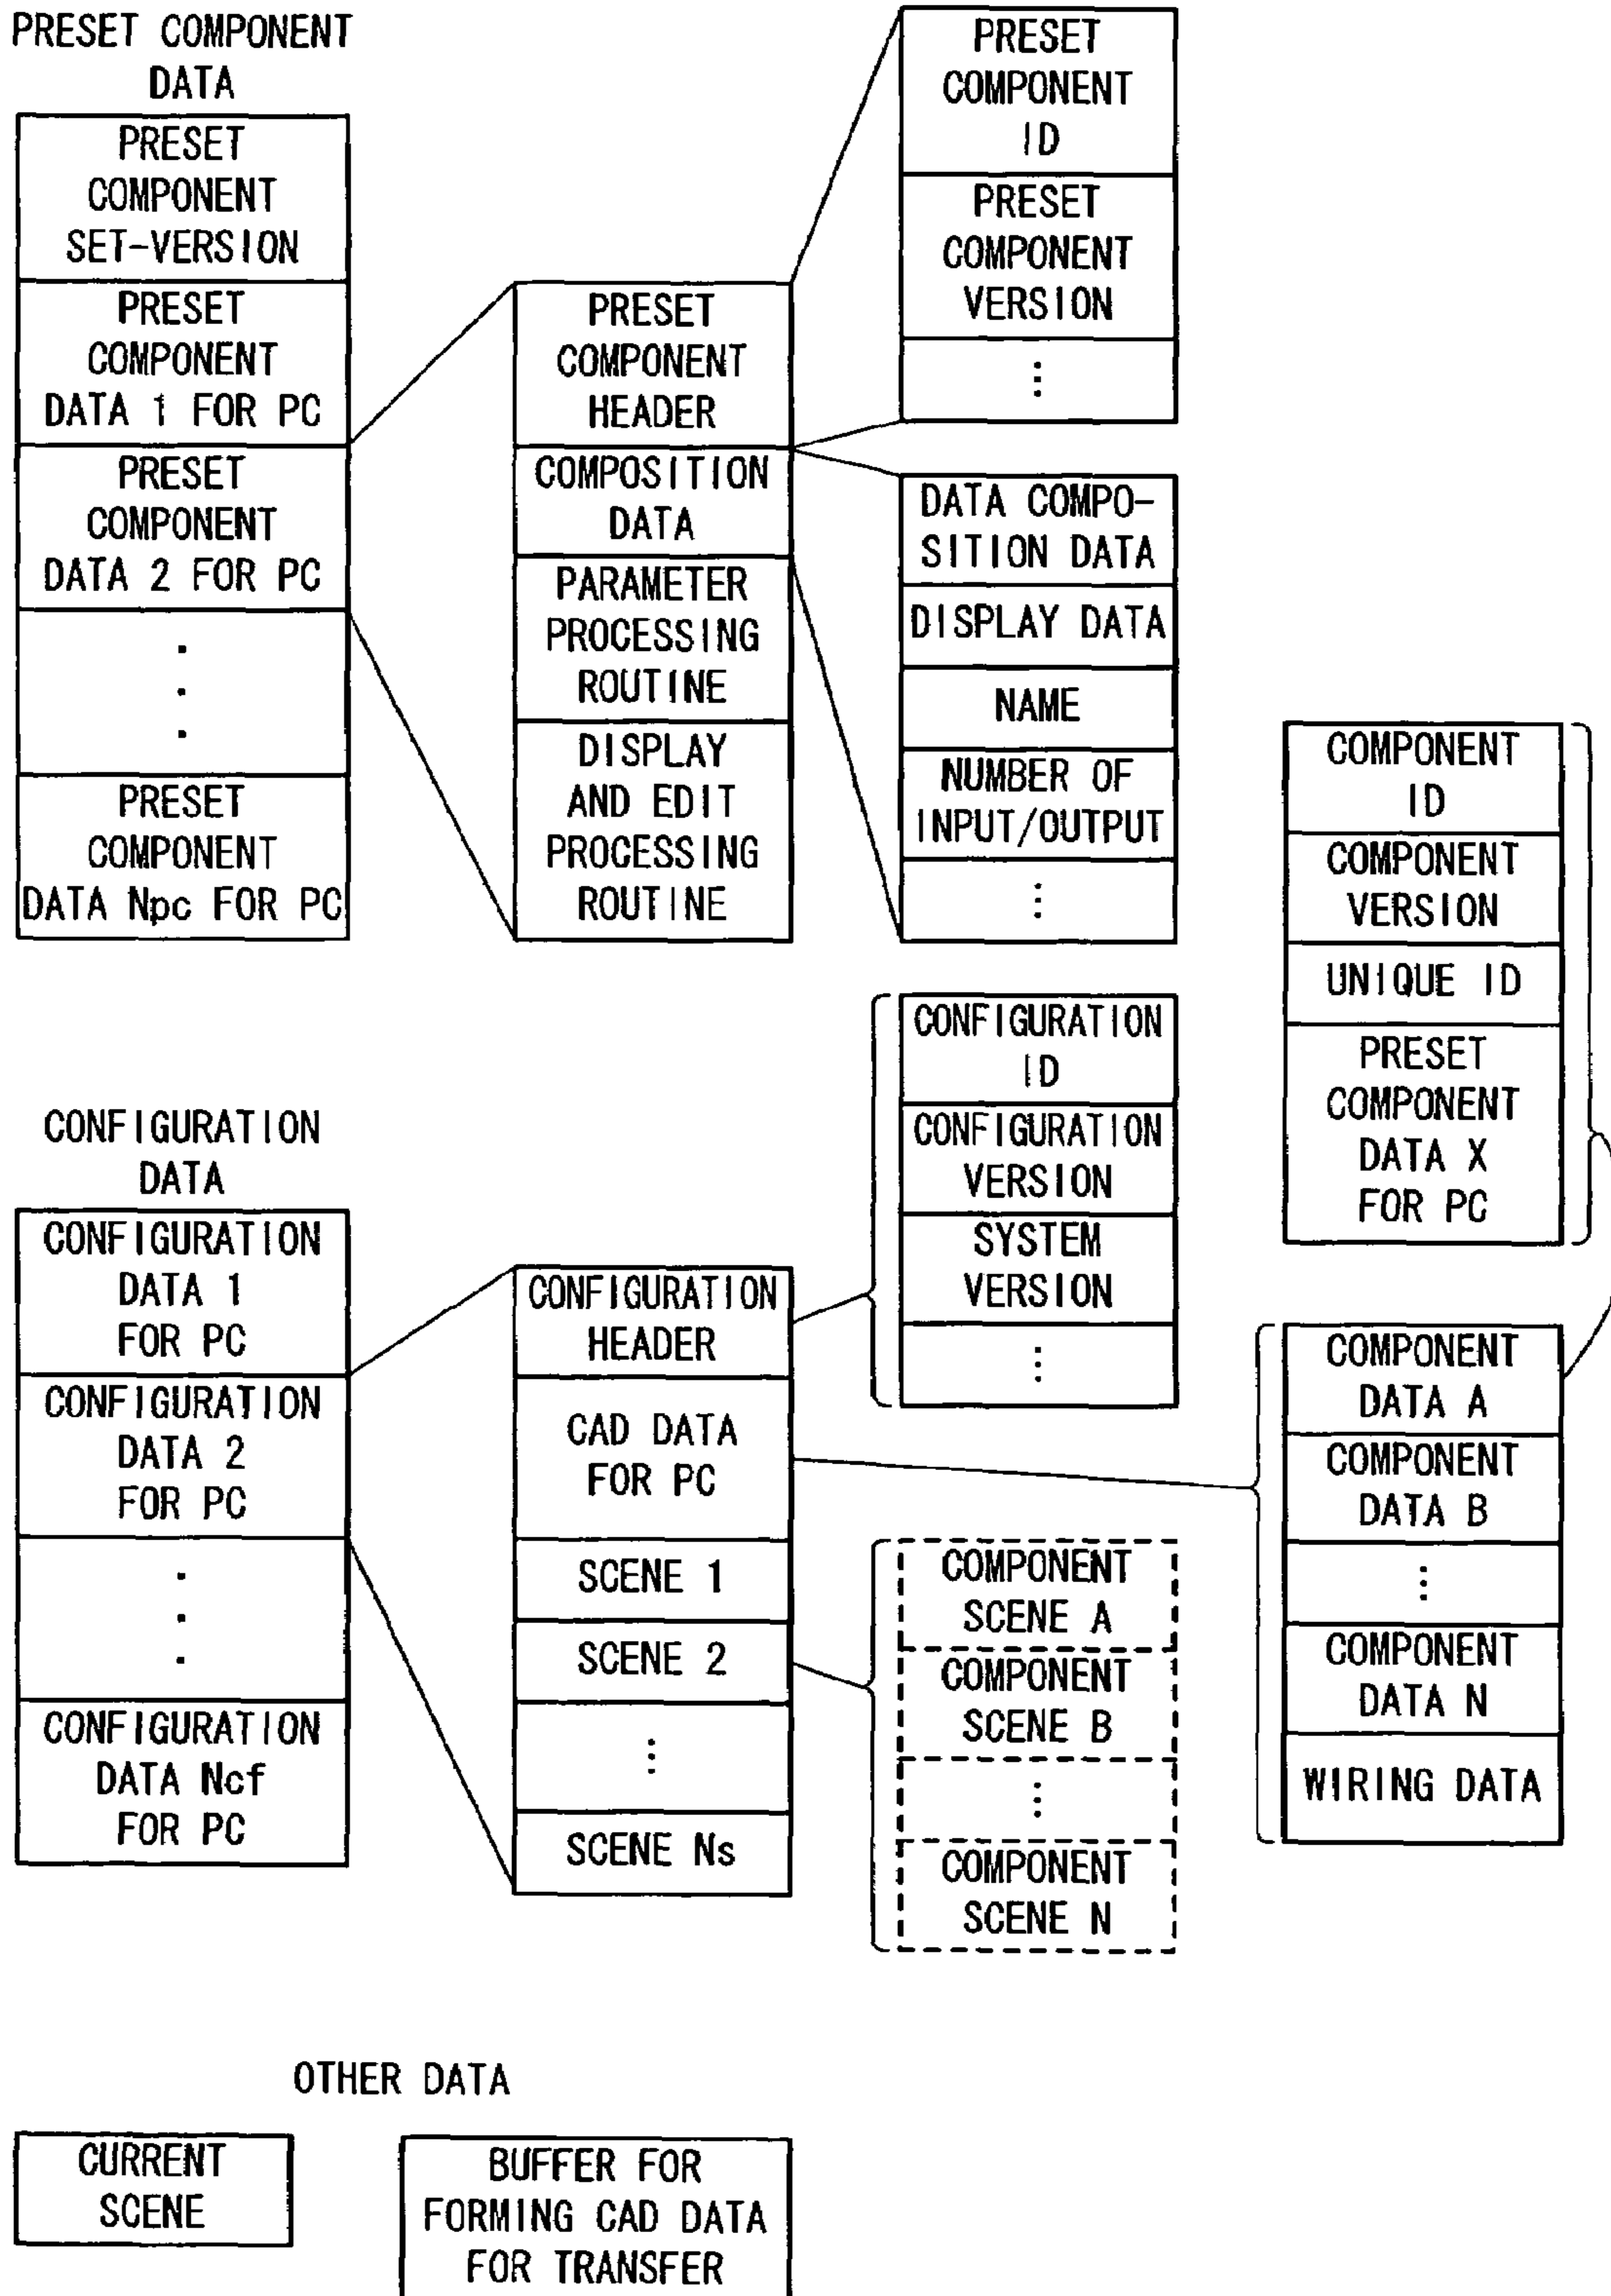 PRESET COMPONENT
DATA
PRESET
COMPONENT
SET-VERSION
PRESET
COMPONENT
DATA 1 FOR PC
PRESET
COMPONENT
DATA 2 FOR PC
PRESET
COMPONENT
DATA Npc FOR PC
PRESET
COMPONENT
HEADER
COMPOSITION
DATA
PARAMETER
PROCESSING
ROUTINE
DISPLAY
AND EDIT
PROCESSING
ROUTINE
PRESET
COMPONENT
ID
PRESET
COMPONENT
VERSION
DATA COMPO-
SITION DATA
DISPLAY DATA
NAME
NUMBER OF
INPUT/OUTPUT
COMPONENT
ID
COMPONENT
VERSION
UNIQUE ID
PRESET
COMPONENT
DATA X
FOR PC
CONFIGURATION
DATA
CONFIGURATION
DATA 1
FOR PC
CONFIGURATION
DATA 2
FOR PC
CONFIGURATION
DATA Ncf
FOR PC
CONFIGURATION
HEADER
CAD DATA
FOR PC
SCENE 1
SCENE 2
SCENE Ns
CONFIGURATION
ID
CONFIGURATION
VERSION
SYSTEM
VERSION
COMPONENT
SCENE A
COMPONENT
SCENE B
COMPONENT
SCENE N
COMPONENT
DATA A
COMPONENT
DATA B
COMPONENT
DATA N
WIRING DATA
OTHER DATA
CURRENT
SCENE
BUFFER FOR
FORMING CAD DATA
FOR TRANSFER